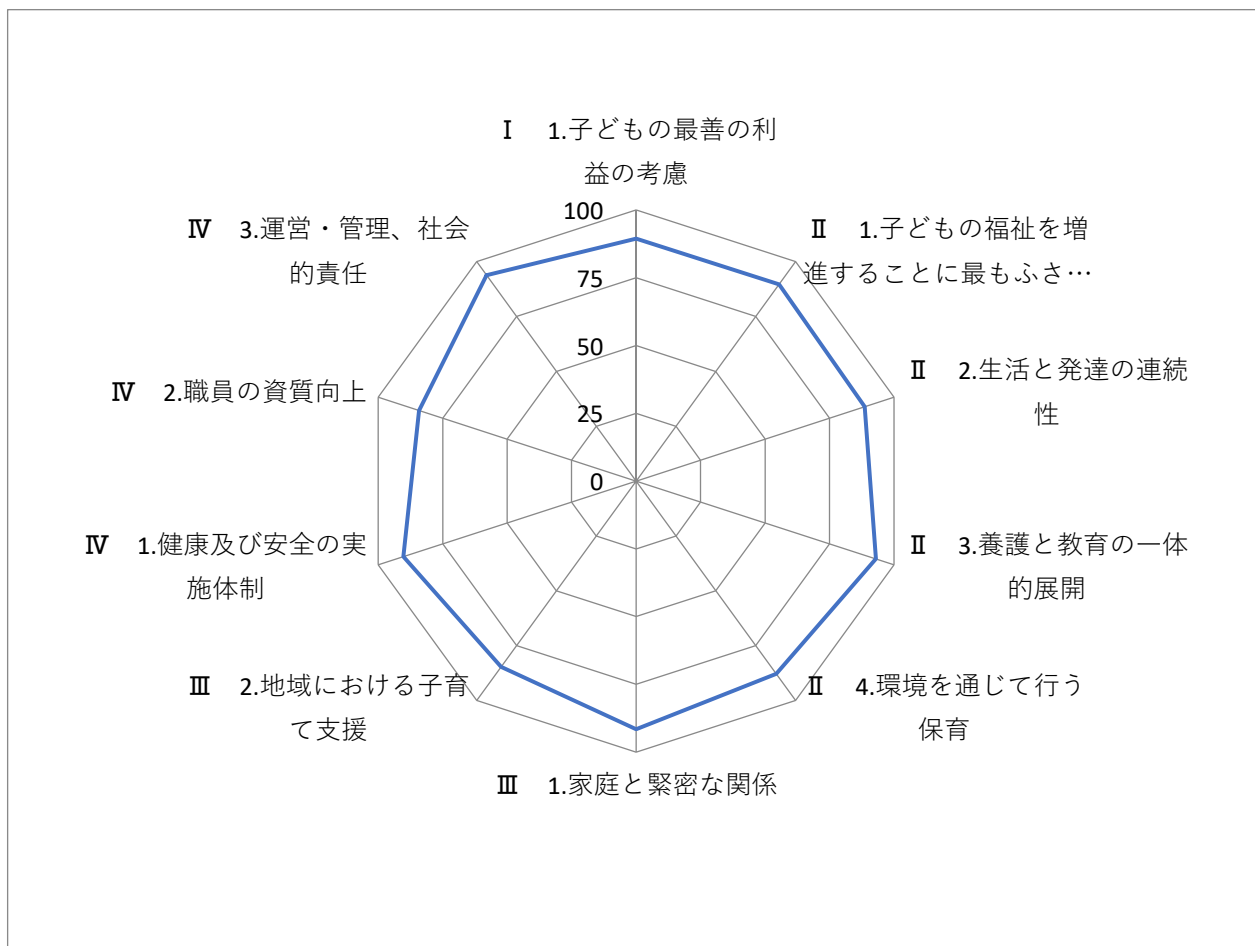 Ⅰ 1.子どもの最善の利
益の考慮
Ⅱ 1.子どもの福祉を増
進することに最もふさ…
Ⅱ 2.生活と発達の連続
性
Ⅱ 3.養護と教育の一体
的展開
Ⅱ 4.環境を通じて行う
保育
Ⅲ 1.家庭と緊密な関係
Ⅲ 2.地域における子育
て支援
Ⅳ 1.健康及び安全の実
施体制
Ⅳ 2.職員の資質向上
Ⅳ 3.運営・管理、社会
的責任
100
75
50
25
0